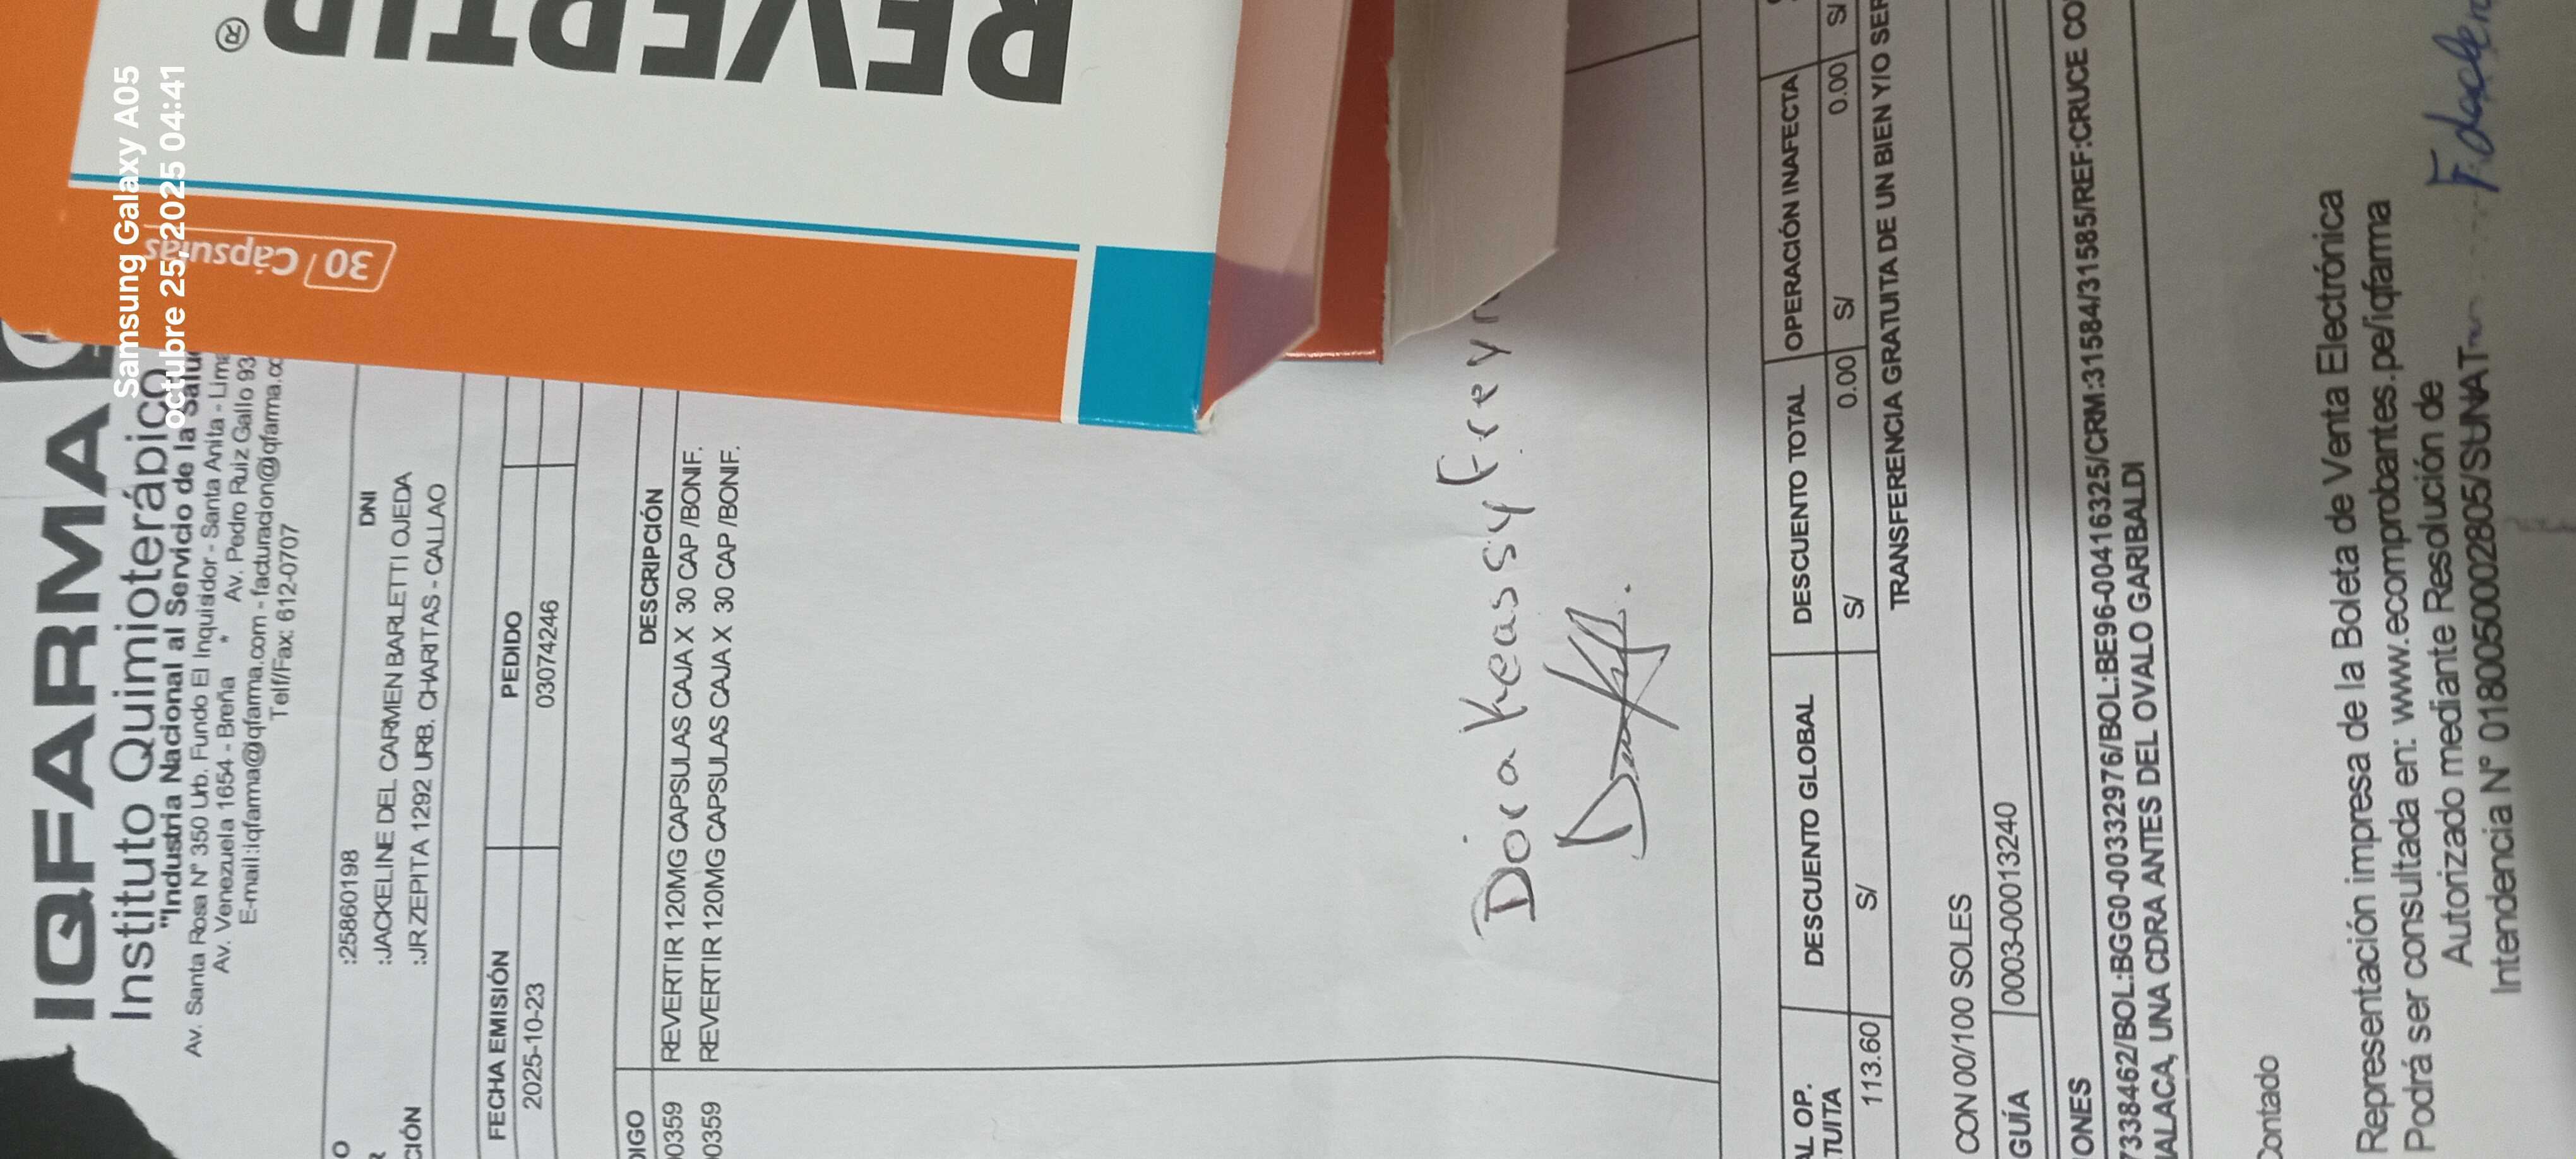 Samsung Galaxy A05
octubre 25, 2025 04:41
REVERTIR®
30 Cápsulas
IQFARMA
Instituto Quimioterápico
"Industria Nacional al Servicio de la Salud
Av. Santa Rosa N° 350 Urb. Fundo El Inquisidor - Santa Anita - Lima
Av. Venezuela 1654 - Breña * Av. Pedro Ruiz Gallo 93
E-mail:iqfarma@iqfarma.com - facturacion@iqfarma.co
Telf/Fax: 612-0707
O :25860198 DNI
R :JACKELINE DEL CARMEN BARLETTI OJEDA
CIÓN :JR ZEPITA 1292 URB. CHARITAS - CALLAO
FECHA EMISIÓN PEDIDO
2025-10-23 03074246
DIGO DESCRIPCIÓN
00359 REVERTIR 120MG CAPSULAS CAJA X 30 CAP /BONIF.
00359 REVERTIR 120MG CAPSULAS CAJA X 30 CAP /BONIF.
Dora
AL OP. TUITA DESCUENTO GLOBAL DESCUENTO TOTAL OPERACIÓN INAFECTA
113.60 S/ S/ 0.00 S/ 0.00 S/
TRANSFERENCIA GRATUITA DE UN BIEN Y/O SER
CON 00/100 SOLES
GUÍA 0003-00013240
ONES
7338462/BOL:BGG0-00332976/BOL:BE96-00416325/CRM:31584/31585/REF:CRUCE CO
ALACA, UNA CDRA ANTES DEL OVALO GARIBALDI
Contado
Representación impresa de la Boleta de Venta Electrónica
Podrá ser consultada en: www.ecomprobantes.pe/iqfarma
Autorizado mediante Resolución de
Intendencia N° 0180050002805/SUNAT